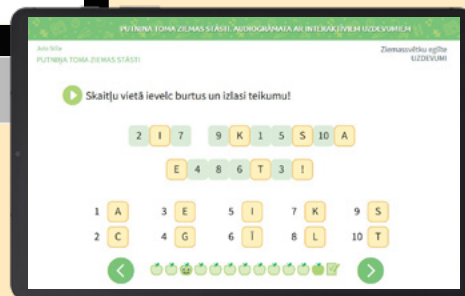 PUTNIŅA TOMA ZIEMAS STĀSTI. AUDIOGRĀMATA AR INTERAKTĪVIEM UZDEVUMIEM
PUTNIŅA TOMA ZIEMAS STĀSTI
Ziemassvētku eglīte
UZDEVUMI
Skaitļu vietā ievelc burtus un izlasi teikumu!
2 I 7 9 K 1 5 S 10 A
E 4 8 6 T 3 !
1 A 3 E 5 I 7 K 9 S
2 C 4 G 6 Ī 8 L 10 T